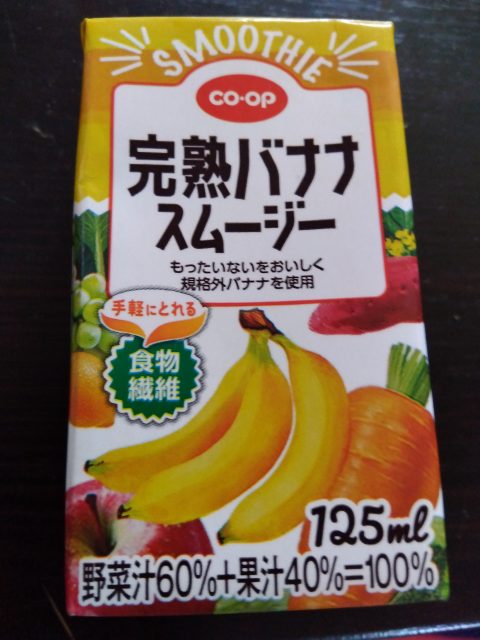 SMOOTHIE
CO·OP
完熟バナナ
スムージー
もったいないをおいしく
規格外バナナを使用
手軽にとれる
食物
繊維
125ml
野菜汁60%+果汁40%=100%